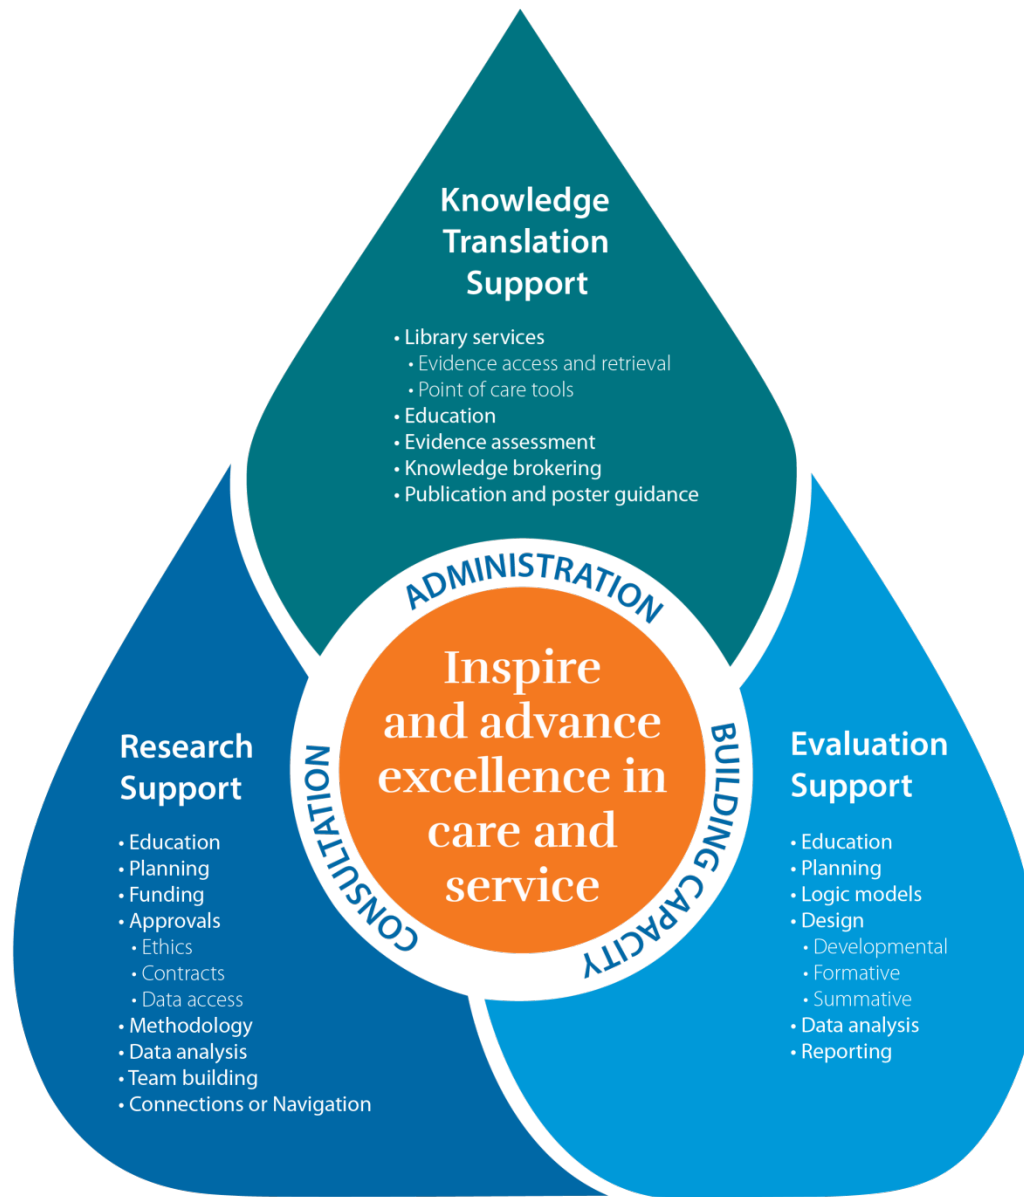 Knowledge
Translation
Support
• Library services
• Evidence access and retrieval
• Point of care tools
• Education
• Evidence assessment
• Knowledge brokering
• Publication and poster guidance
ADMINISTRATION
BUILDING CAPACITY
CONSULTATION
Inspire
and advance
excellence in
care and
service
Research
Support
• Education
• Planning
• Funding
• Approvals
• Ethics
• Contracts
• Data access
• Methodology
• Data analysis
• Team building
• Connections or Navigation
Evaluation
Support
• Education
• Planning
• Logic models
• Design
• Developmental
• Formative
• Summative
• Data analysis
• Reporting